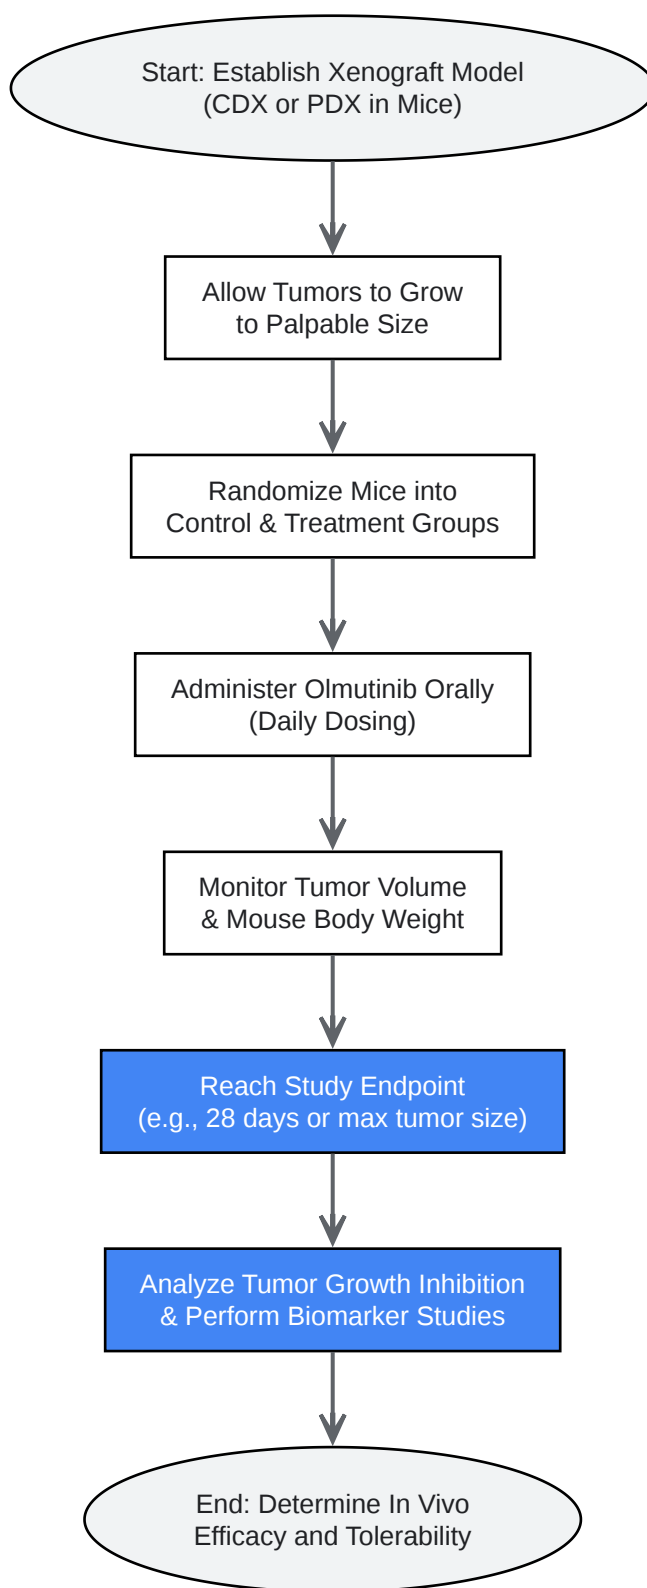 Start: Establish Xenograft Model
(CDX or PDX in Mice)
Allow Tumors to Grow
to Palpable Size
Randomize Mice into
Control & Treatment Groups
Administer Olmutinib Orally
(Daily Dosing)
Monitor Tumor Volume
& Mouse Body Weight
Reach Study Endpoint
(e.g., 28 days or max tumor size)
Analyze Tumor Growth Inhibition
& Perform Biomarker Studies
End: Determine In Vivo
Efficacy and Tolerability